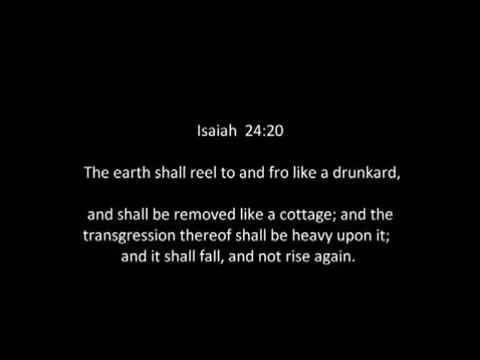 Isaiah 24:20
The earth shall reel to and fro like a drunkard,
and shall be removed like a cottage; and the
transgression thereof shall be heavy upon it;
and it shall fall, and not rise again.